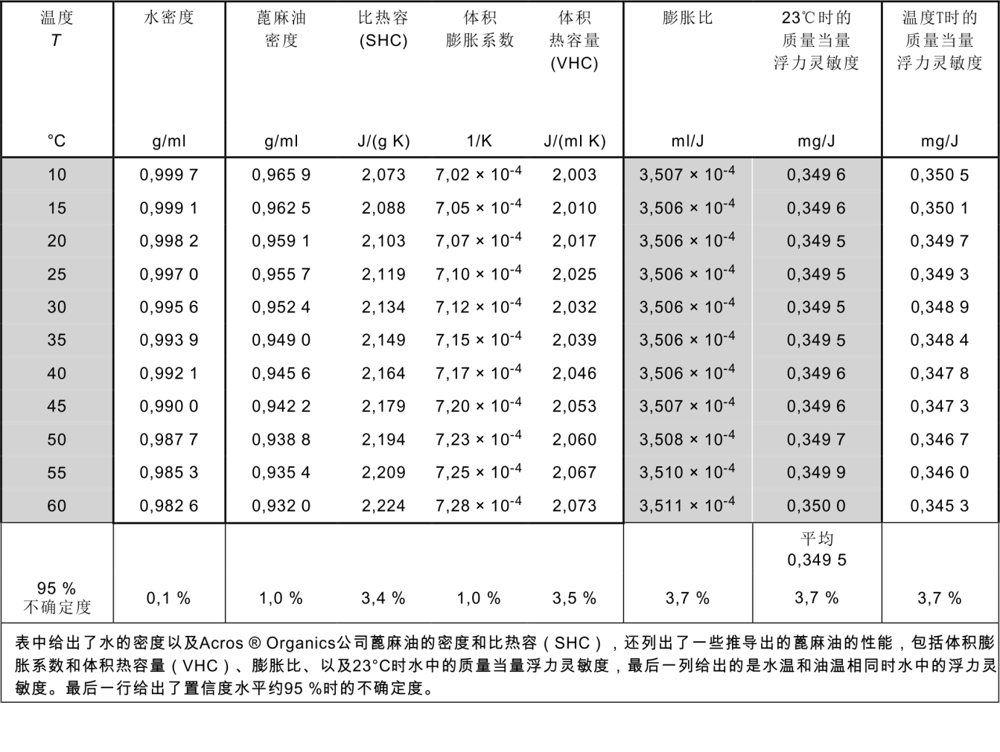 温度 水密度 蓖麻油 比热容 体积 体积 膨胀比 23℃时的 温度T时的
T 密度 (SHC) 膨胀系数 热容量 质量当量 质量当量
(VHC) 浮力灵敏度 浮力灵敏度
°C g/ml g/ml J/(g K) 1/K J/(ml K) ml/J mg/J mg/J
10 0,999 7 0,965 9 2,073 7,02 × 10⁻⁴ 2,003 3,507 × 10⁻⁴ 0,349 6 0,350 5
15 0,999 1 0,962 5 2,088 7,05 × 10⁻⁴ 2,010 3,506 × 10⁻⁴ 0,349 6 0,350 1
20 0,998 2 0,959 1 2,103 7,07 × 10⁻⁴ 2,017 3,506 × 10⁻⁴ 0,349 5 0,349 7
25 0,997 0 0,955 7 2,119 7,10 × 10⁻⁴ 2,025 3,506 × 10⁻⁴ 0,349 5 0,349 3
30 0,995 6 0,952 4 2,134 7,12 × 10⁻⁴ 2,032 3,506 × 10⁻⁴ 0,349 5 0,348 9
35 0,993 9 0,949 0 2,149 7,15 × 10⁻⁴ 2,039 3,506 × 10⁻⁴ 0,349 5 0,348 4
40 0,992 1 0,945 6 2,164 7,17 × 10⁻⁴ 2,046 3,506 × 10⁻⁴ 0,349 6 0,347 8
45 0,990 0 0,942 2 2,179 7,20 × 10⁻⁴ 2,053 3,507 × 10⁻⁴ 0,349 6 0,347 3
50 0,987 7 0,938 8 2,194 7,23 × 10⁻⁴ 2,060 3,508 × 10⁻⁴ 0,349 7 0,346 7
55 0,985 3 0,935 4 2,209 7,25 × 10⁻⁴ 2,067 3,510 × 10⁻⁴ 0,349 9 0,346 0
60 0,982 6 0,932 0 2,224 7,28 × 10⁻⁴ 2,073 3,511 × 10⁻⁴ 0,350 0 0,345 3
平均
0,349 5
95 %
不确定度 0,1 % 1,0 % 3,4 % 1,0 % 3,5 % 3,7 % 3,7 % 3,7 %
表中给出了水的密度以及Acros ® Organics公司蓖麻油的密度和比热容（SHC），还列出了一些推导出的蓖麻油的性能，包括体积膨
胀系数和体积热容量（VHC）、膨胀比、以及23°C时水中的质量当量浮力灵敏度，最后一列给出的是水温和油温相同时水中的浮力灵
敏度。最后一行给出了置信度水平约95 %时的不确定度。